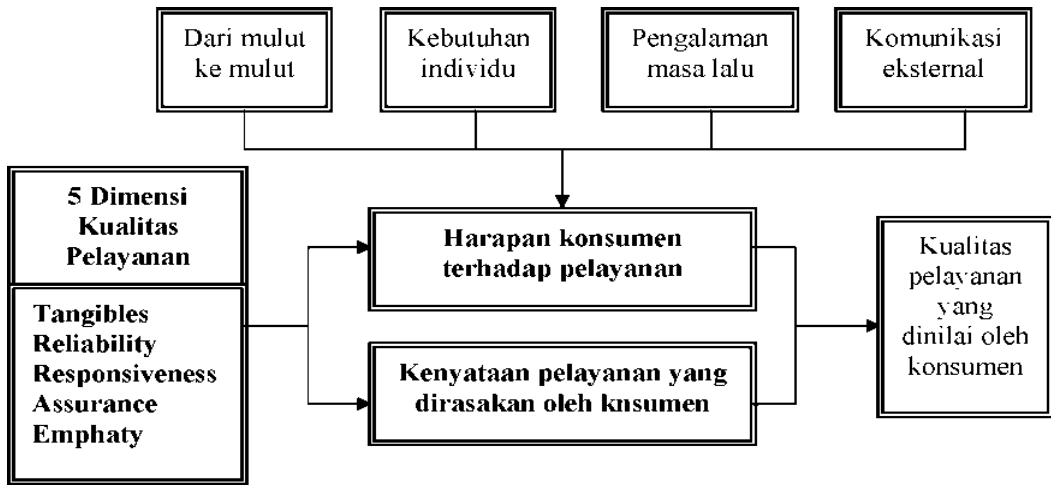 Dari mulut
ke mulut
Kebutuhan
individu
Pengalaman
masa lalu
Komunikasi
eksternal
5 Dimensi
Kualitas
Pelayanan
Tangibles
Reliability
Responsiveness
Assurance
Emphaty
Harapan konsumen
terhadap pelayanan
Kenyataan pelayanan yang
dirasakan oleh knsumen
Kualitas
pelayanan
yang
dinilai oleh
konsumen